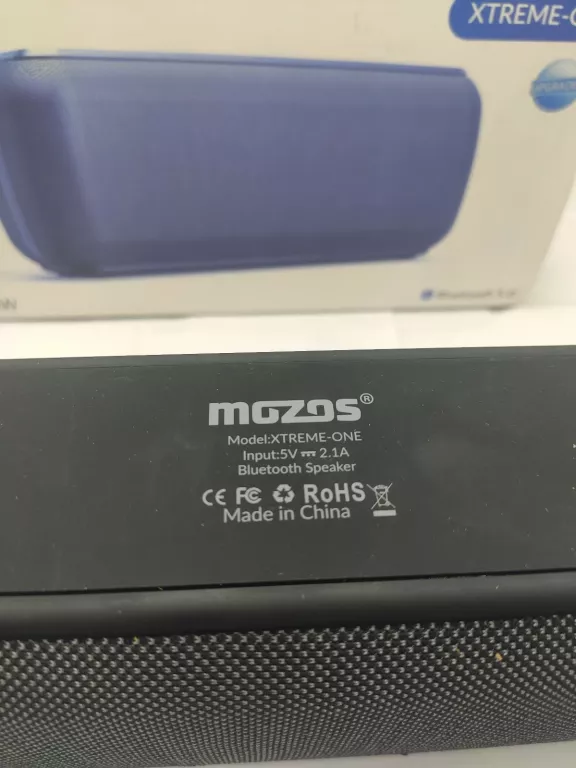 XTREME-O
mozos®
Model:XTREME-ONE
Input:5V ⎓ 2.1A
Bluetooth Speaker
CE FC RoHS
Made in China